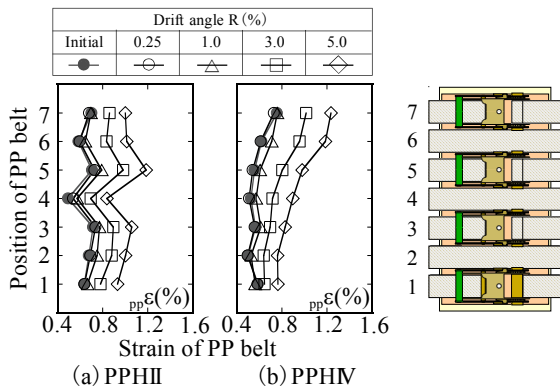 Drift angle R (%)
Initial 0.25 1.0 3.0 5.0
Position of PP belt
7
6
5
4
3
2
1
ppε(%)
ppε(%)
0.4 0.8 1.2 1.6
0.4 0.8 1.2 1.6
Strain of PP belt
(a) PPHⅡ (b) PPHⅣ
7
6
5
4
3
2
1